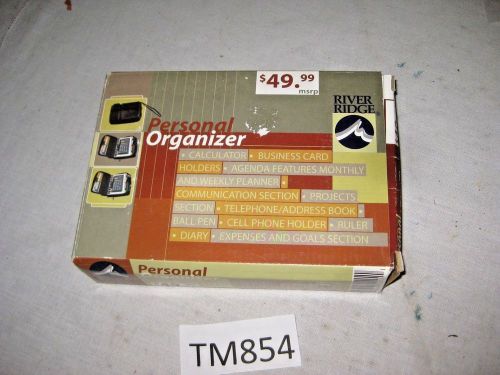 $49.99
msrp
RIVER
RIDGE
Personal
Organizer
• CALCULATOR • BUSINESS CARD
HOLDERS • AGENDA FEATURES MONTHLY
AND WEEKLY PLANNER •
COMMUNICATION SECTION • PROJECTS
SECTION • TELEPHONE/ADDRESS BOOK •
BALL PEN • CELL PHONE HOLDER • RULER
• DIARY • EXPENSES AND GOALS SECTION
Personal
TM854